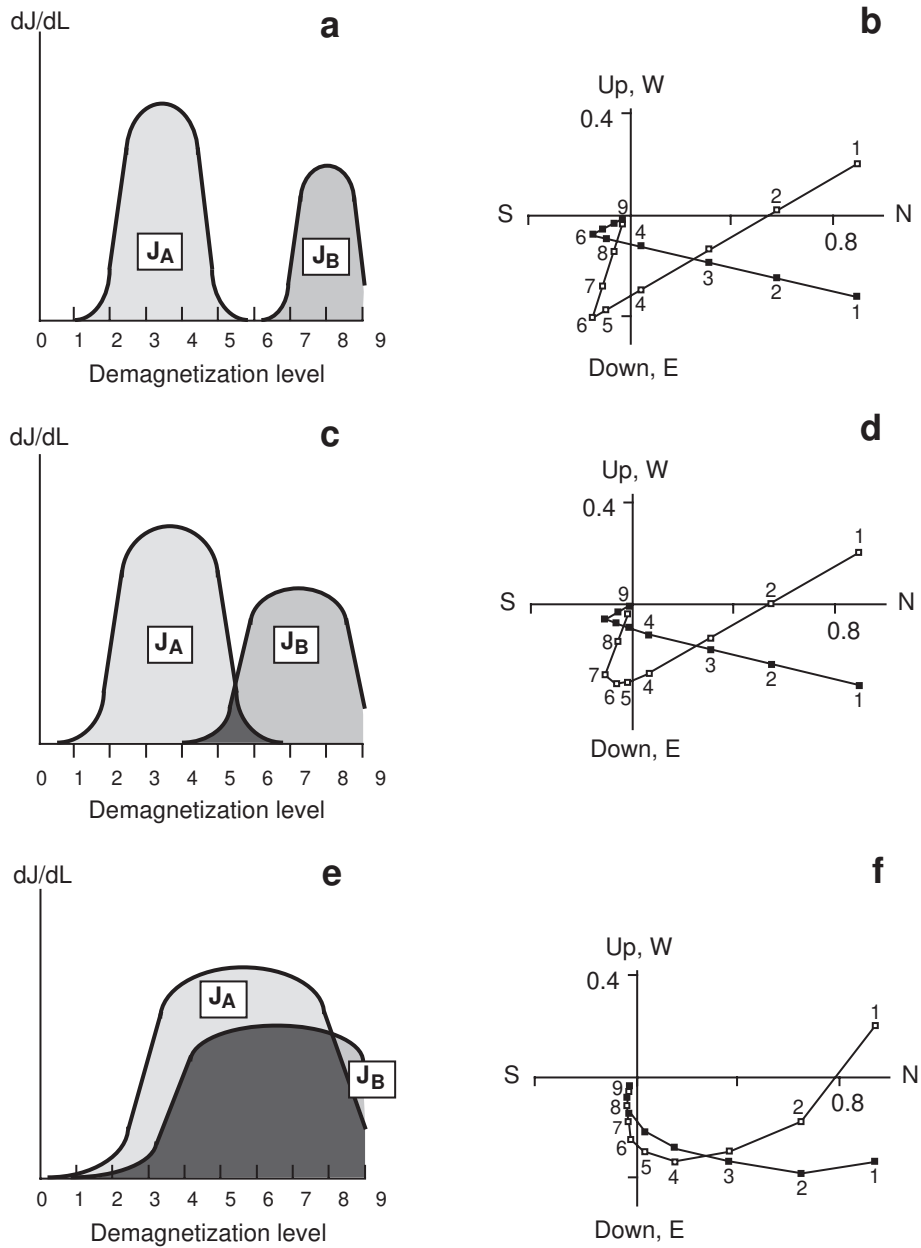 dJ/dL
a
JA
JB
0 1 2 3 4 5 6 7 8 9
Demagnetization level
b
Up, W
0.4
1
2
S
9
N
6
4
0.8
8
3
2
7
1
6 5 4
Down, E
dJ/dL
c
JA
JB
0 1 2 3 4 5 6 7 8 9
Demagnetization level
d
Up, W
0.4
1
2
S
9
N
4
0.8
8
3
2
7
1
6 5 4
Down, E
dJ/dL
e
JA
JB
0 1 2 3 4 5 6 7 8 9
Demagnetization level
f
Up, W
0.4
1
S
N
9
0.8
8
2
7
6
5 4 3 2 1
Down, E